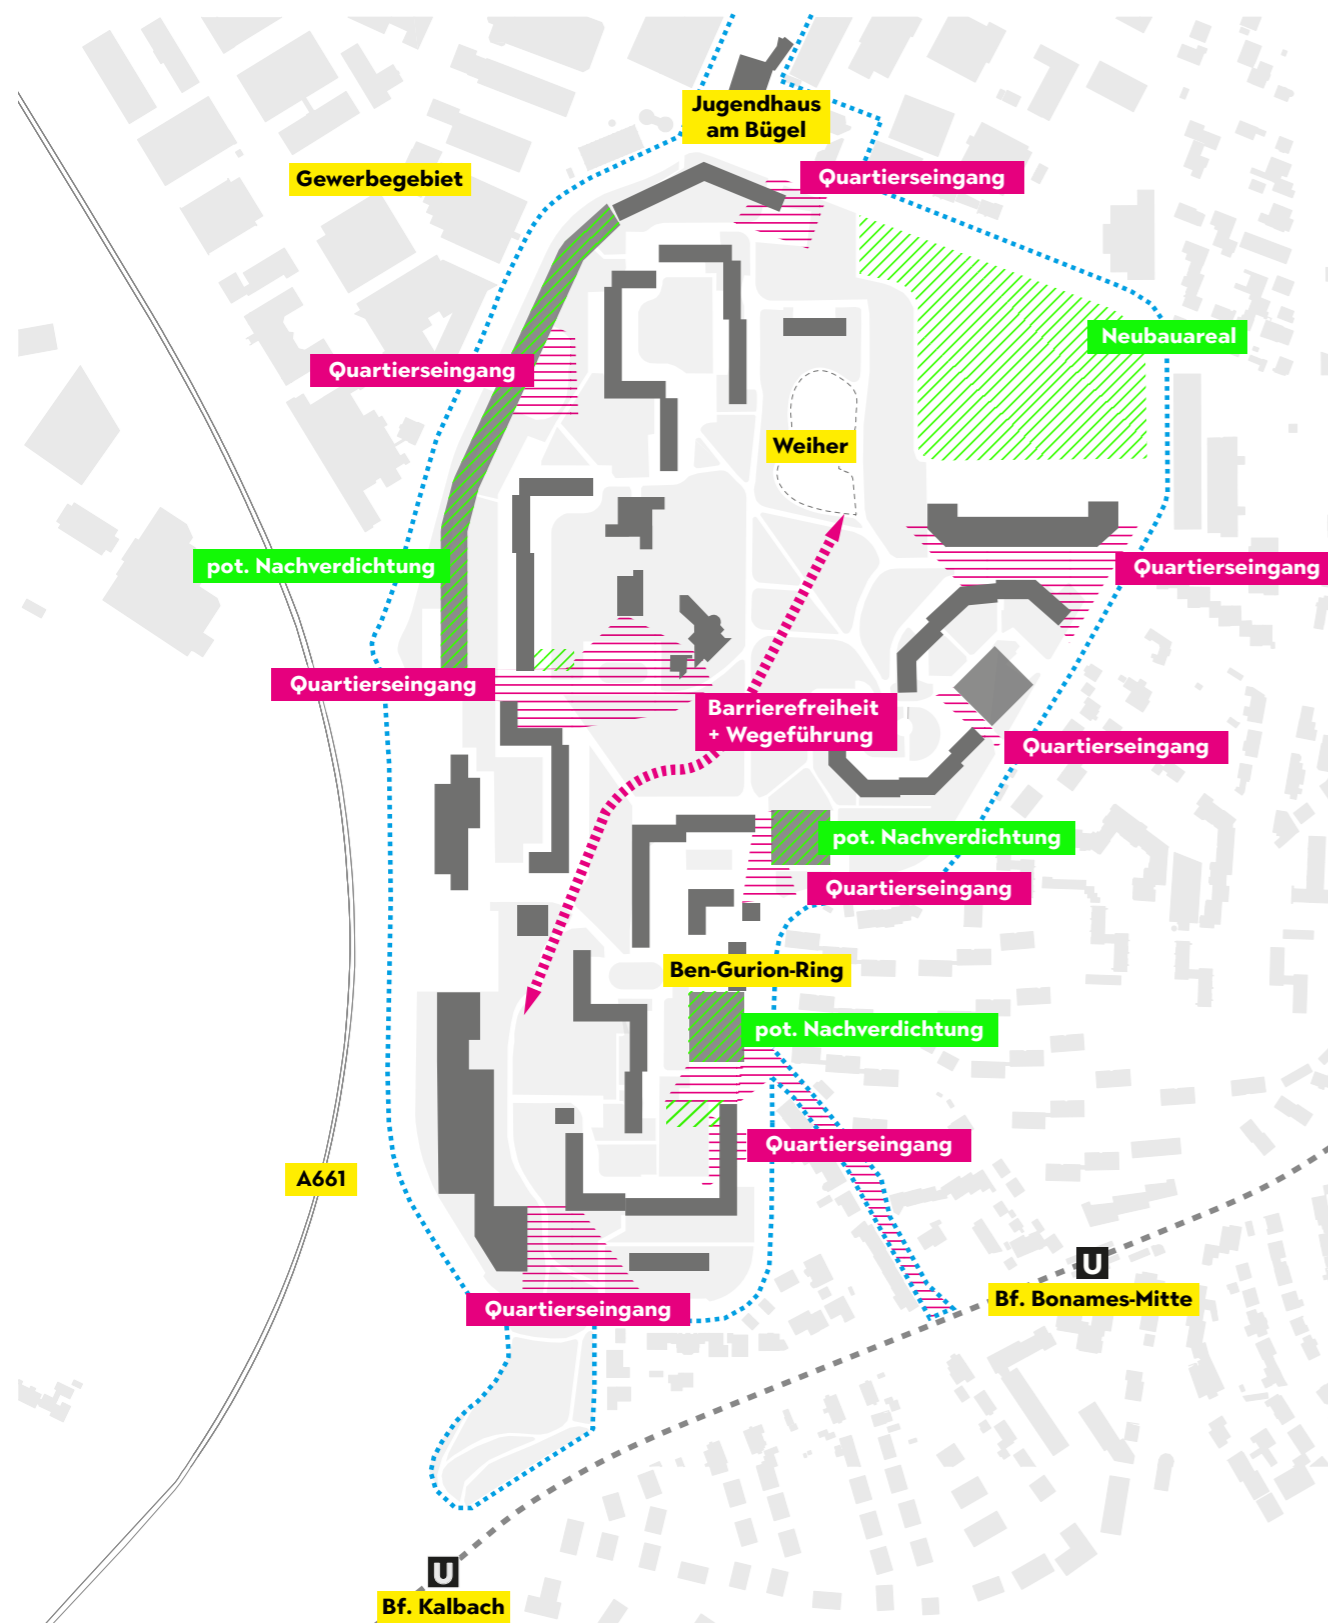 Jugendhaus
am Bügel
Quartierseingang
Gewerbegebiet
Neubauareal
Quartierseingang
Weiher
pot. Nachverdichtung
Quartierseingang
Quartierseingang
Barrierefreiheit
+ Wegeführung
Quartierseingang
pot. Nachverdichtung
Quartierseingang
Ben-Gurion-Ring
pot. Nachverdichtung
Quartierseingang
A661
U
Bf. Bonames-Mitte
Quartierseingang
U
Bf. Kalbach